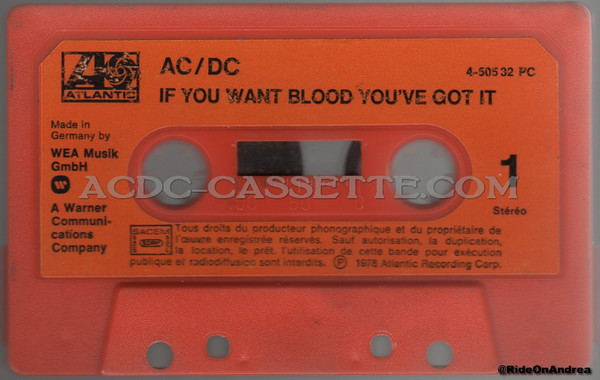 AC/DC
4-50532 PC
ATLANTIC
IF YOU WANT BLOOD YOU'VE GOT IT
Made in
Germany by
WEA Musik
GmbH
ACDC-CASSETTE.COM
1
Stéréo
A Warner
Communi-
cations
Company
SACEM
Tous droits du producteur phonographique et du propriétaire de
l'œuvre enregistrée réservés. Sauf autorisation, la duplication,
la location, le prêt, l'utilisation de cette bande pour exécution
publique et radiodiffusion sont interdits. Ⓟ 1978 Atlantic Recording Corp.
@RideOnAndrea